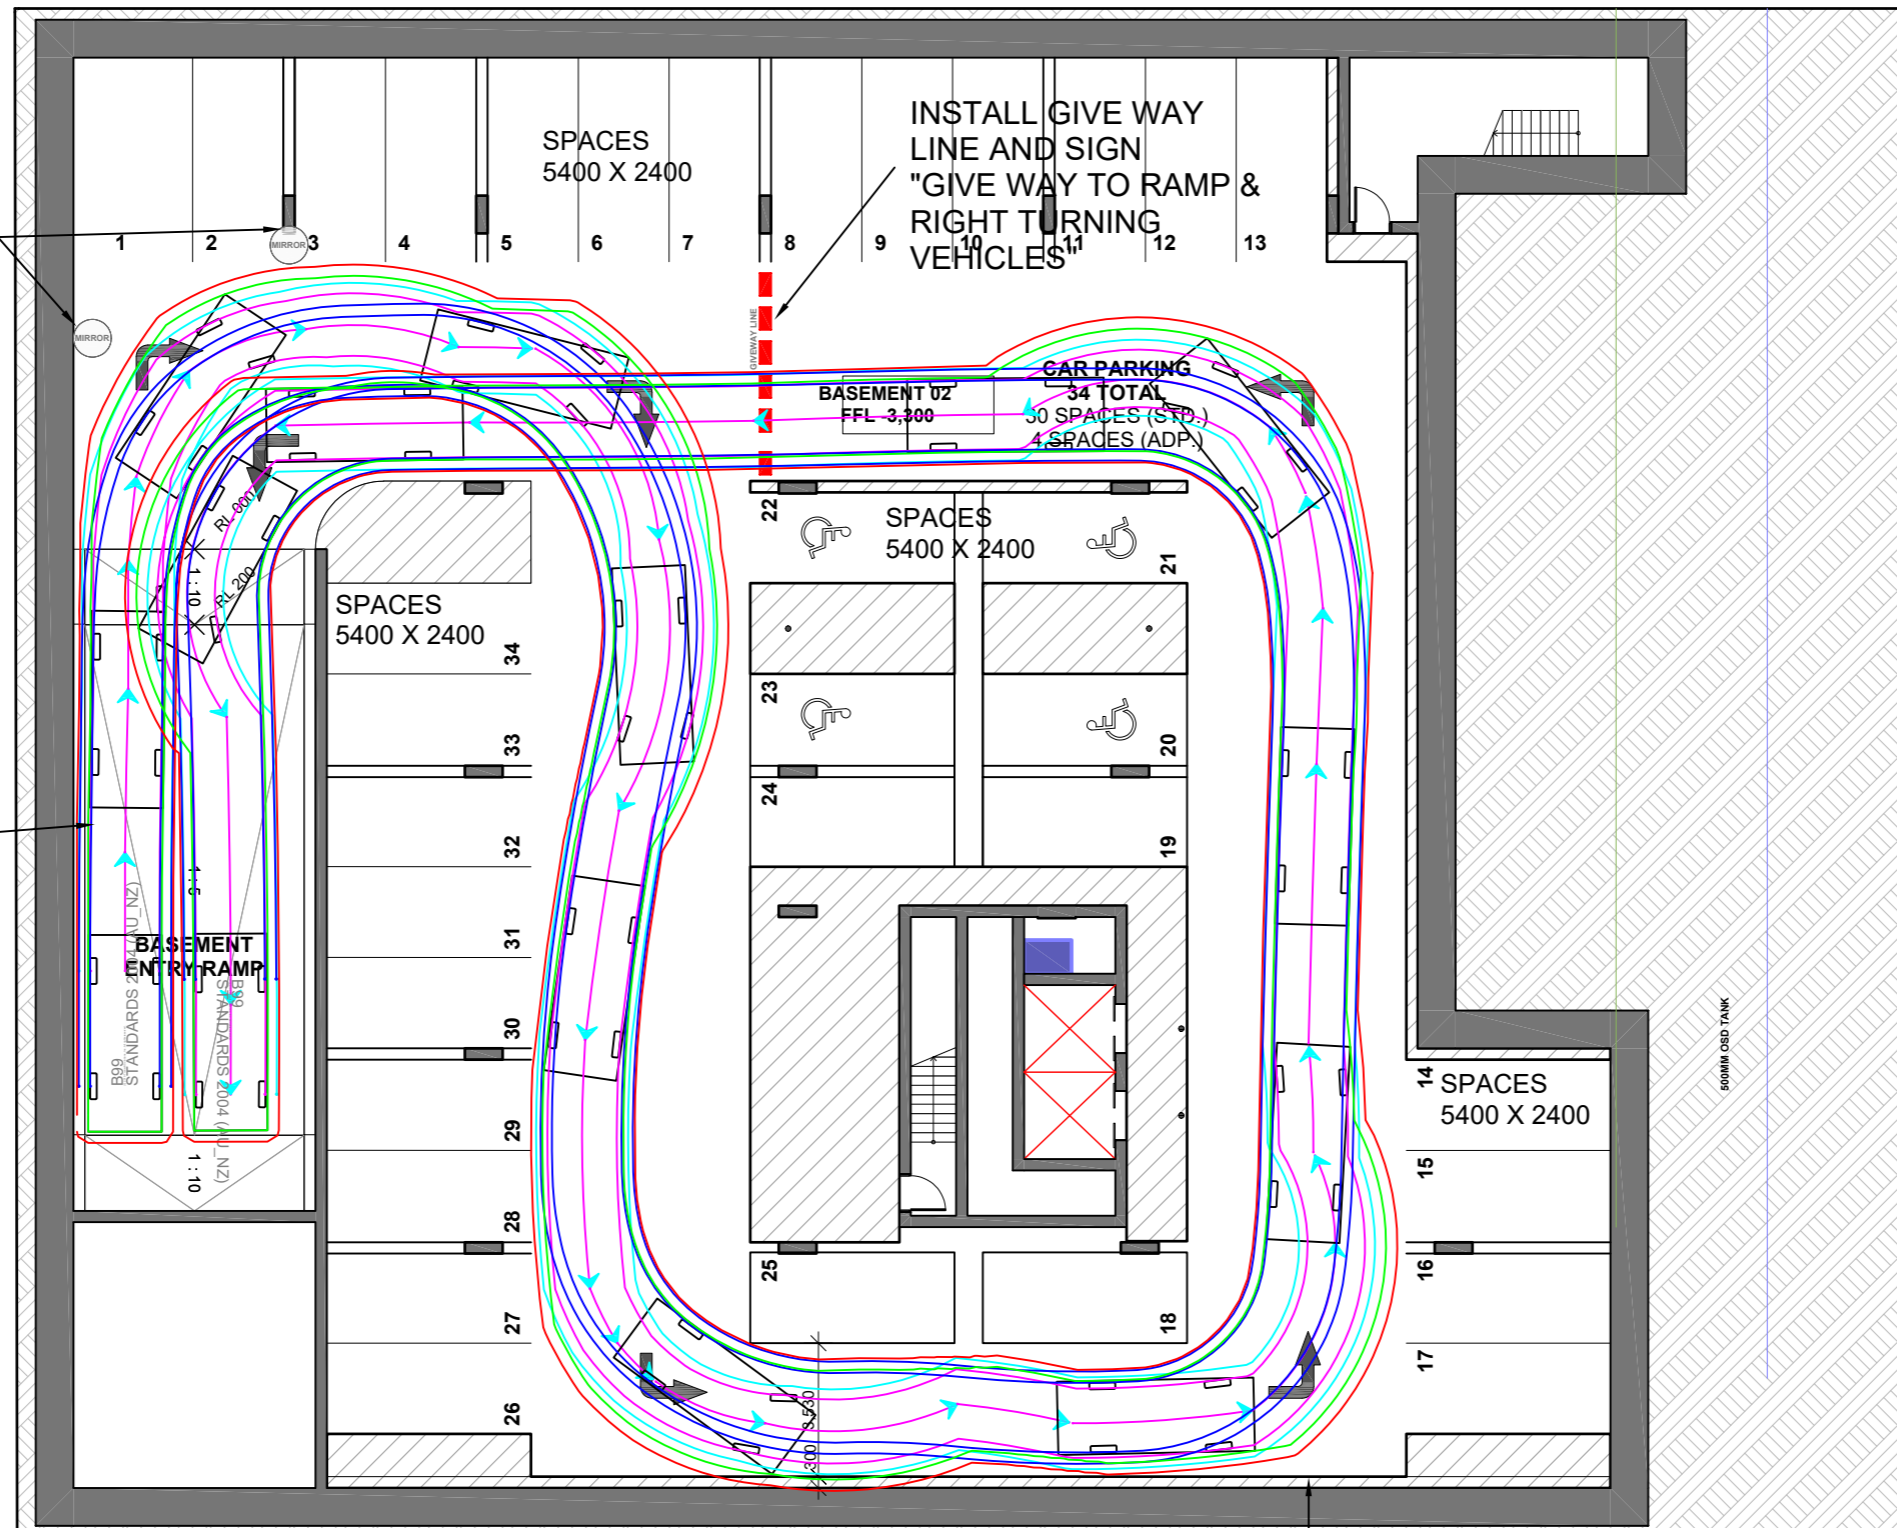 INSTALL GIVE WAY
LINE AND SIGN
"GIVE WAY TO RAMP &
RIGHT TURNING
VEHICLES"
SPACES
5400 X 2400
1
2
3
4
5
6
7
8
9
10
11
12
13
MIRROR
MIRROR
GIVEWAY LINE
BASEMENT 02
FFL -3,300
CAR PARKING
34 TOTAL
30 SPACES (STD.)
4 SPACES (ADP.)
RL 000
1 : 10
RL 200
SPACES
5400 X 2400
34
33
32
31
30
29
28
27
26
22
SPACES
5400 X 2400
21
23
20
24
19
25
18
1:5
BASEMENT
ENTRY RAMP
B99
STANDARDS 2004 (AU_NZ)
B99
STANDARDS 2004 (AU_NZ)
1 : 10
14
SPACES
5400 X 2400
15
16
17
3,530
300
500MM OSD TANK